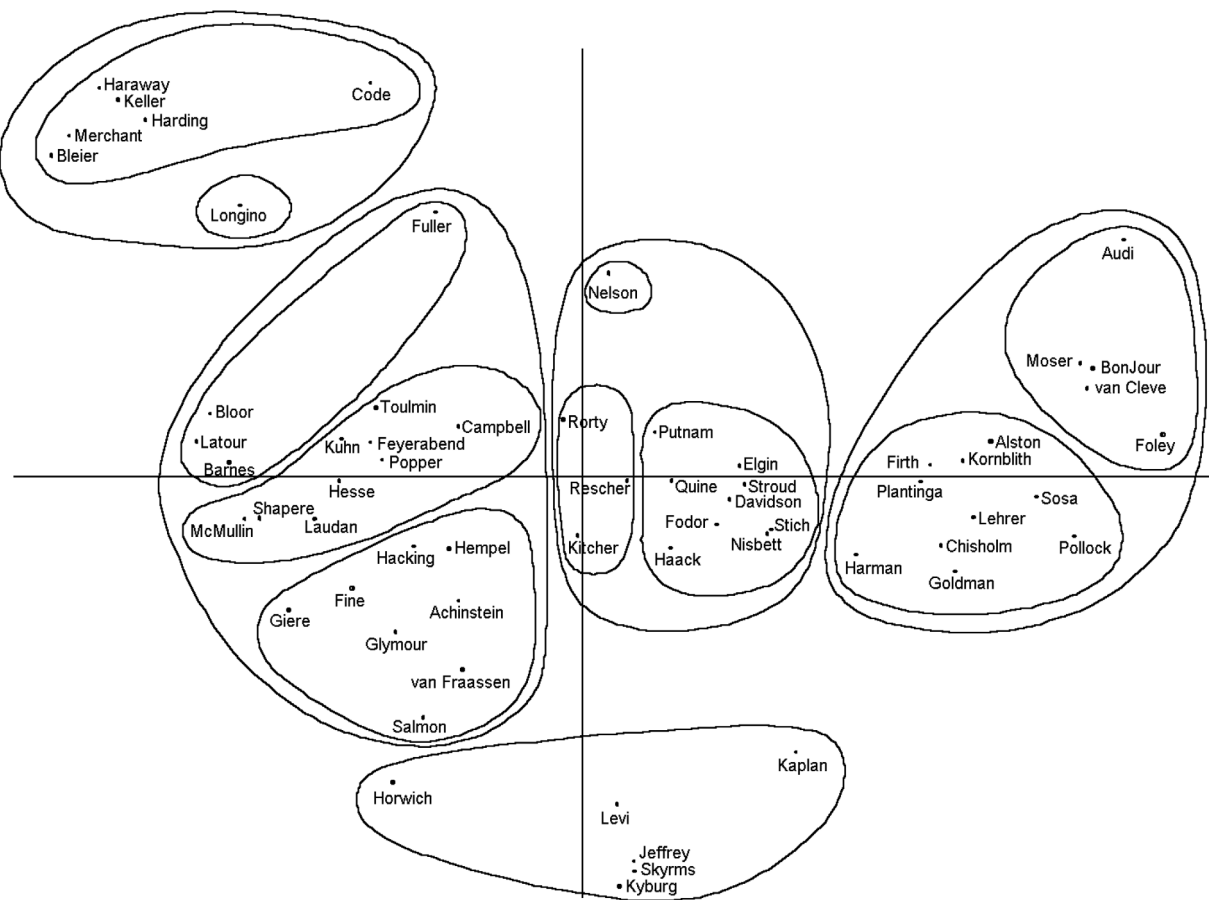 Haraway
Keller
Code
Harding
Merchant
Bleier
Longino
Fuller
Audi
Nelson
Moser
BonJour
van Cleve
Bloor
Toulmin
Rorty
Campbell
Putnam
Latour
Kuhn
Feyerabend
Alston
Foley
Popper
Barnes
Elgin
Firth
Kornblith
Hesse
Rescher
Quine
Stroud
Plantinga
Davidson
Sosa
Shapere
McMullin
Laudan
Fodor
Stich
Lehrer
Hacking
Hempel
Kitcher
Nisbett
Haack
Chisholm
Pollock
Harman
Goldman
Fine
Giere
Achinstein
Glymour
van Fraassen
Salmon
Kaplan
Horwich
Levi
Jeffrey
Skyrms
Kyburg